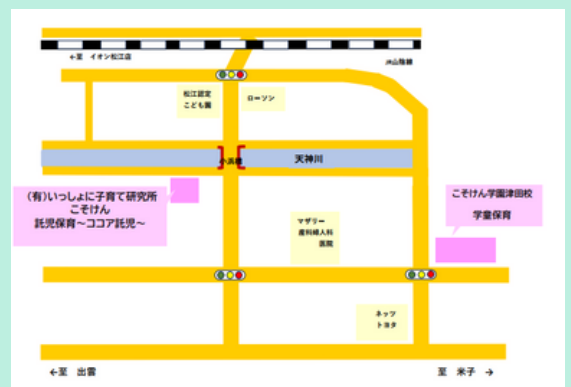 ←至 イオン松江店
JR山陰線
松江認定
こども園
ローソン
小浜橋
天神川
(有)いっしょに子育て研究所
こそけん
託児保育～ココア託児～
こそけん学園津田校
学童保育
マザリー
産科婦人科
医院
ネッツ
トヨタ
←至 出雲
至 米子 →